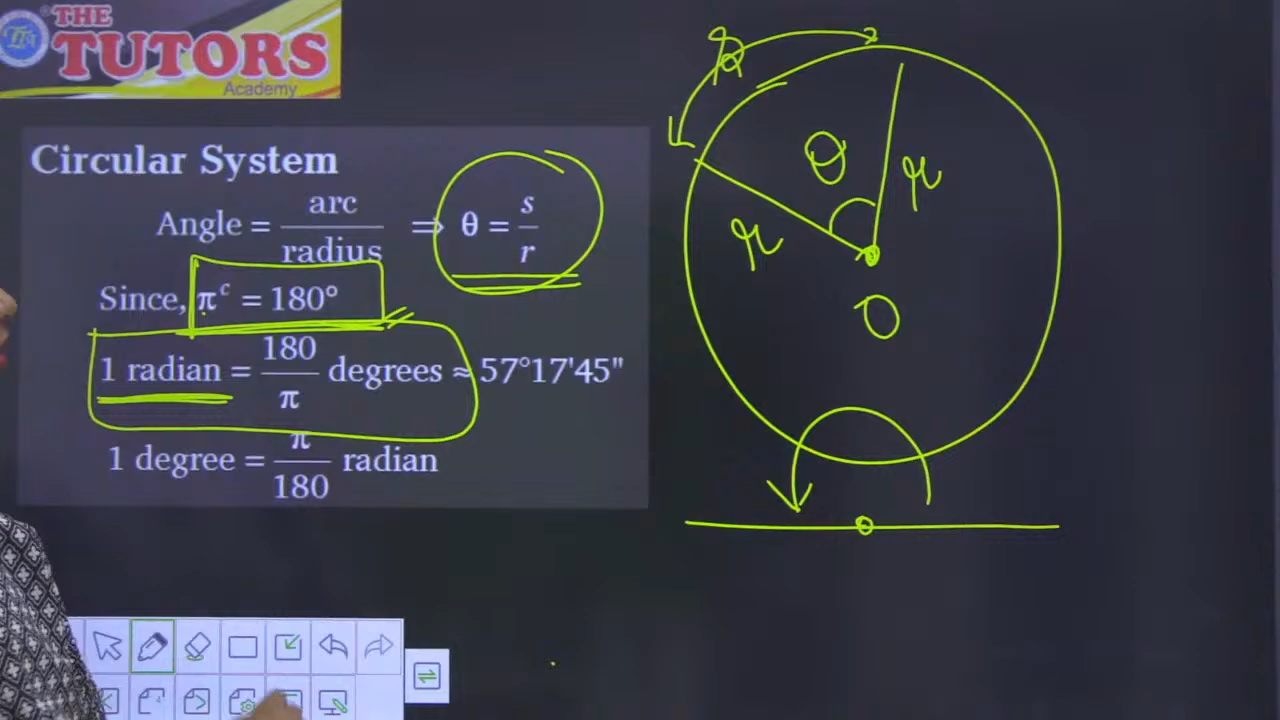 THE
TUTORS
Academy
Circular System
Angle = arc / radius ⇒ θ = s / r
Since, πᶜ = 180°
1 radian = 180 / π degrees ≈ 57°17'45"
1 degree = π / 180 radian
θ
r
r
O